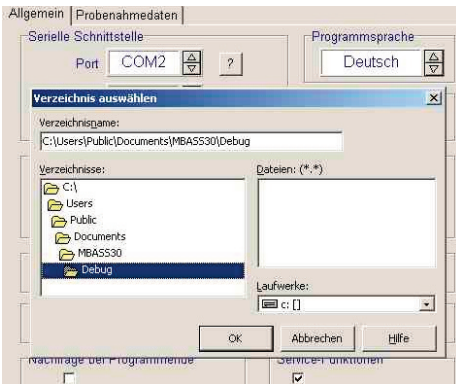 Allgemein Probenahmedaten
Serielle Schnittstelle
Programmsprache
Port COM2 ?
Deutsch
Verzeichnis auswählen
Verzeichnisname:
C:\Users\Public\Documents\MBASS30\Debug
Verzeichnisse:
Dateien: (*.*)
C:\
Users
Public
Documents
MBASS30
Debug
Laufwerke:
c: []
OK Abbrechen Hilfe
Nachfrage bei Programmende
Service-Funktionen